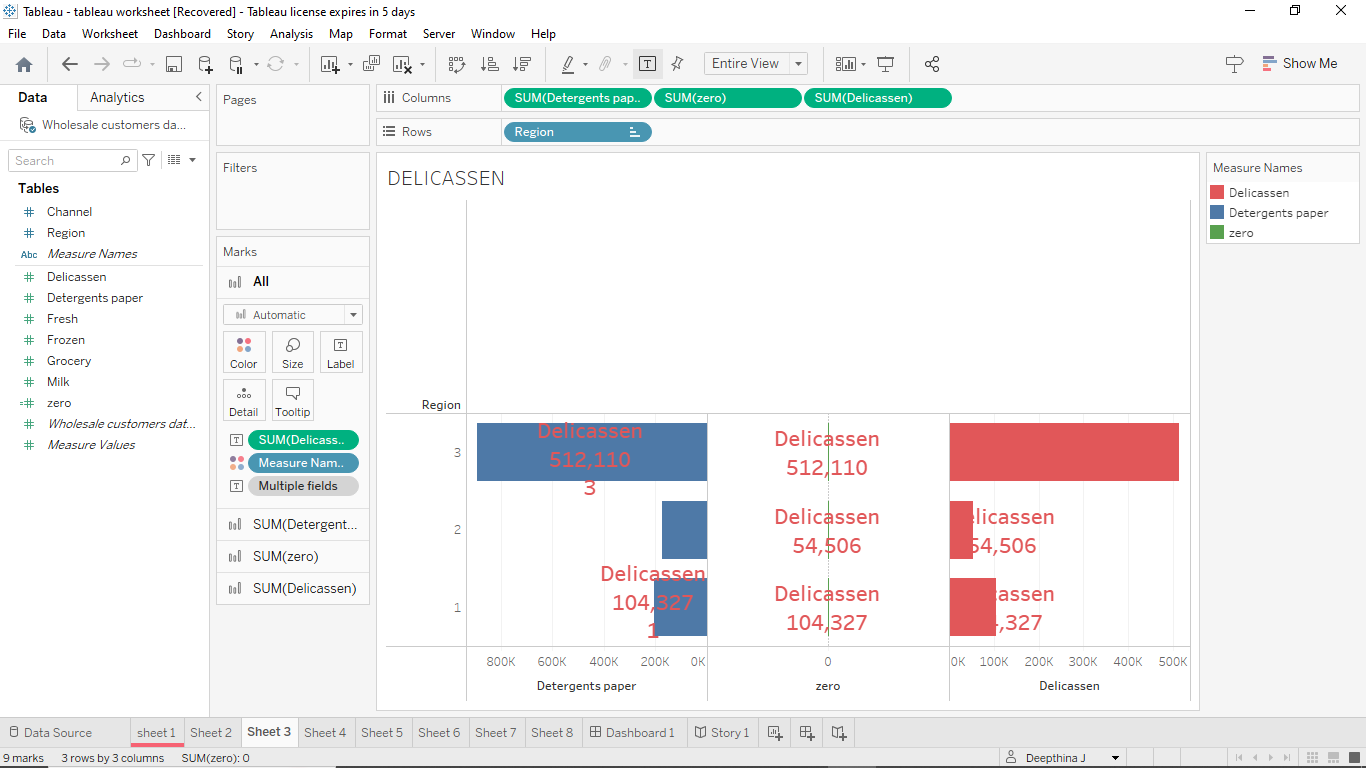 Tableau - tableau worksheet [Recovered] - Tableau license expires in 5 days
File Data Worksheet Dashboard Story Analysis Map Format Server Window Help
Entire View
Show Me
Data Analytics
Wholesale customers da...
Search
Tables
Channel
Region
Abc Measure Names
Delicassen
Detergents paper
Fresh
Frozen
Grocery
Milk
zero
Wholesale customers dat...
Measure Values
Pages
Filters
Marks
All
Automatic
Color Size Label
Detail Tooltip
SUM(Delicass..
Measure Nam..
Multiple fields
SUM(Detergent...
SUM(zero)
SUM(Delicassen)
Columns SUM(Detergents pap.. SUM(zero) SUM(Delicassen)
Rows Region
DELICASSEN
Region
3
Delicassen
512,110
3
Delicassen
512,110
2
Delicassen
54,506
elicassen
54,506
1
Delicassen
104,327
1
Delicassen
104,327
cassen
,327
800K 600K 400K 200K 0K 0 0K 100K 200K 300K 400K 500K
Detergents paper zero Delicassen
Measure Names
Delicassen
Detergents paper
zero
Data Source sheet 1 Sheet 2 Sheet 3 Sheet 4 Sheet 5 Sheet 6 Sheet 7 Sheet 8 Dashboard 1 Story 1
9 marks 3 rows by 3 columns SUM(zero): 0 Deepthina J